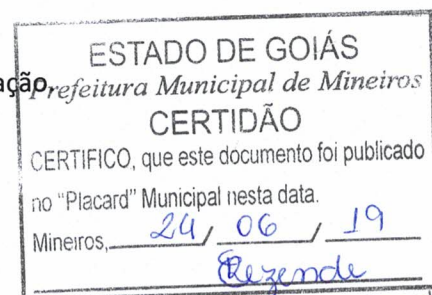 ESTADO DE GOIÁS
ação,
Prefeitura Municipal de Mineiros
CERTIDÃO
CERTIFICO, que este documento foi publicado
no "Placard" Municipal nesta data.
Mineiros, 24 / 06 / 19
Rezende